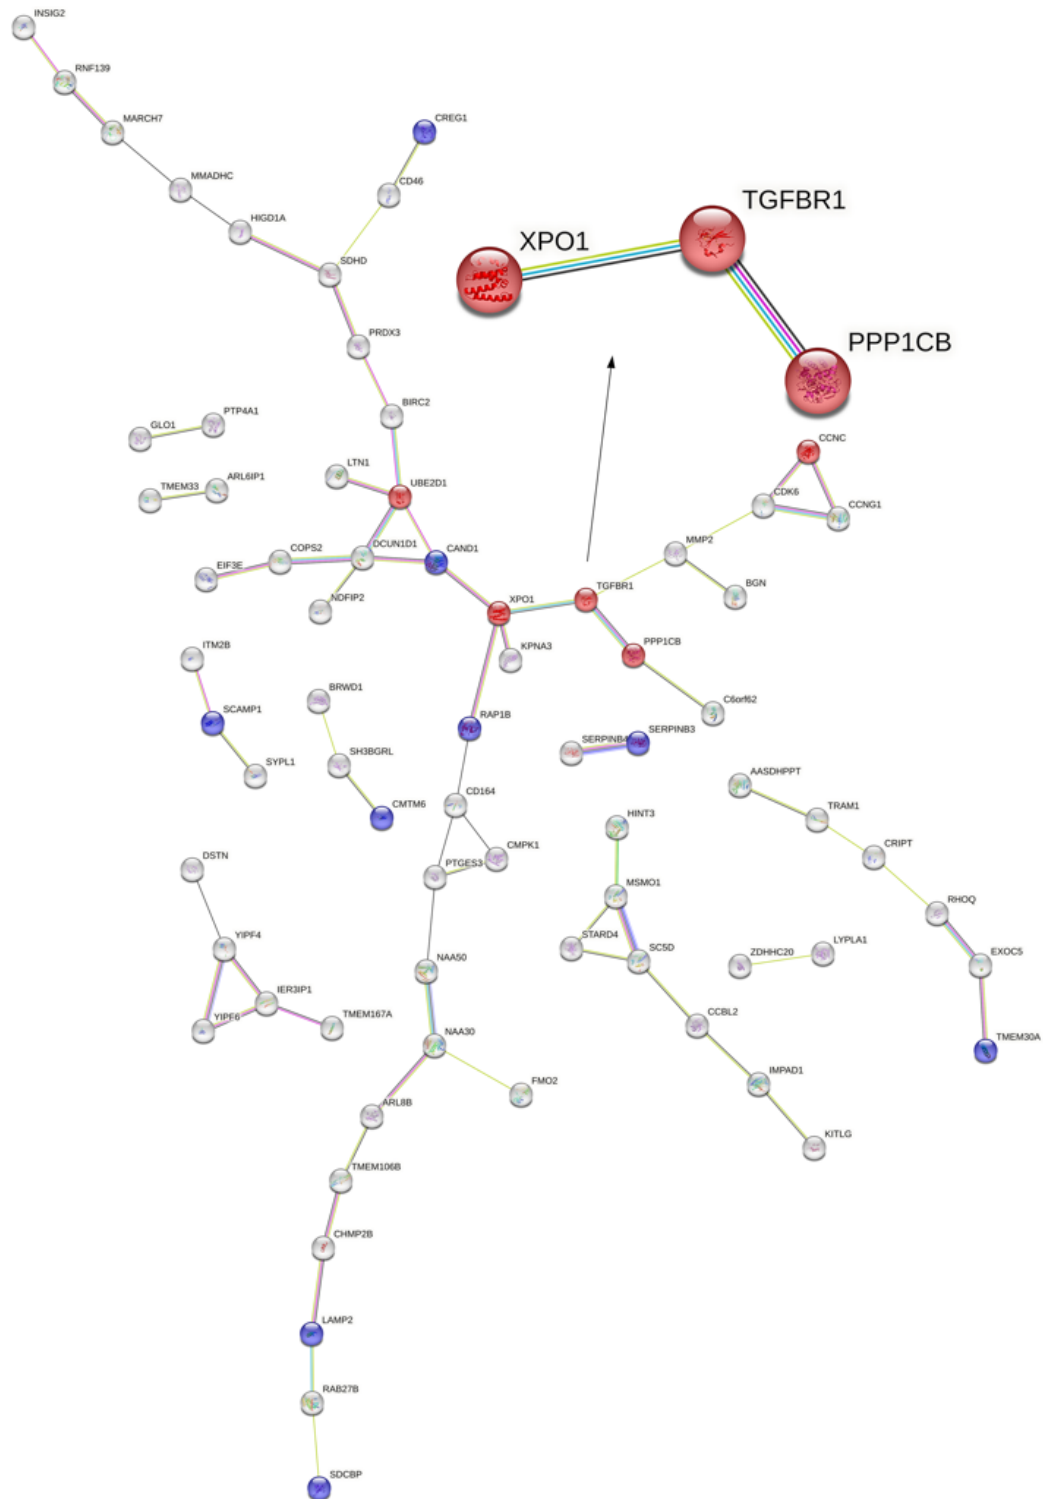 INSIG2
RNF139
MARCH7
CREG1
MMADHC
CD46
TGFBR1
HIGD1A
XPO1
SDHD
PRDX3
PPP1CB
BIRC2
PTP4A1
GLO1
CCNC
LTN1
ARL6IP1
UBE2D1
TMEM33
CDK6
CCNG1
COPS2
DCUN1D1
CAND1
MMP2
EIF3E
BGN
NDFIP2
TGFBR1
XPO1
KPNA3
PPP1CB
ITM2B
BRWD1
C6orf62
SCAMP1
RAP1B
SERPINB4
SERPINB3
SYPL1
SH3BGRL
AASDHPPT
CD164
CMTM6
HINT3
TRAM1
CMPK1
CRIPT
DSTN
PTGES3
MSMO1
RHOQ
YIPF4
STARD4
SC5D
ZDHHC20
LYPLA1
EXOC5
NAA50
IER3IP1
YIPF6
TMEM167A
CCBL2
NAA30
TMEM30A
FMO2
IMPAD1
ARL8B
KITLG
TMEM106B
CHMP2B
LAMP2
RAB27B
SDCBP